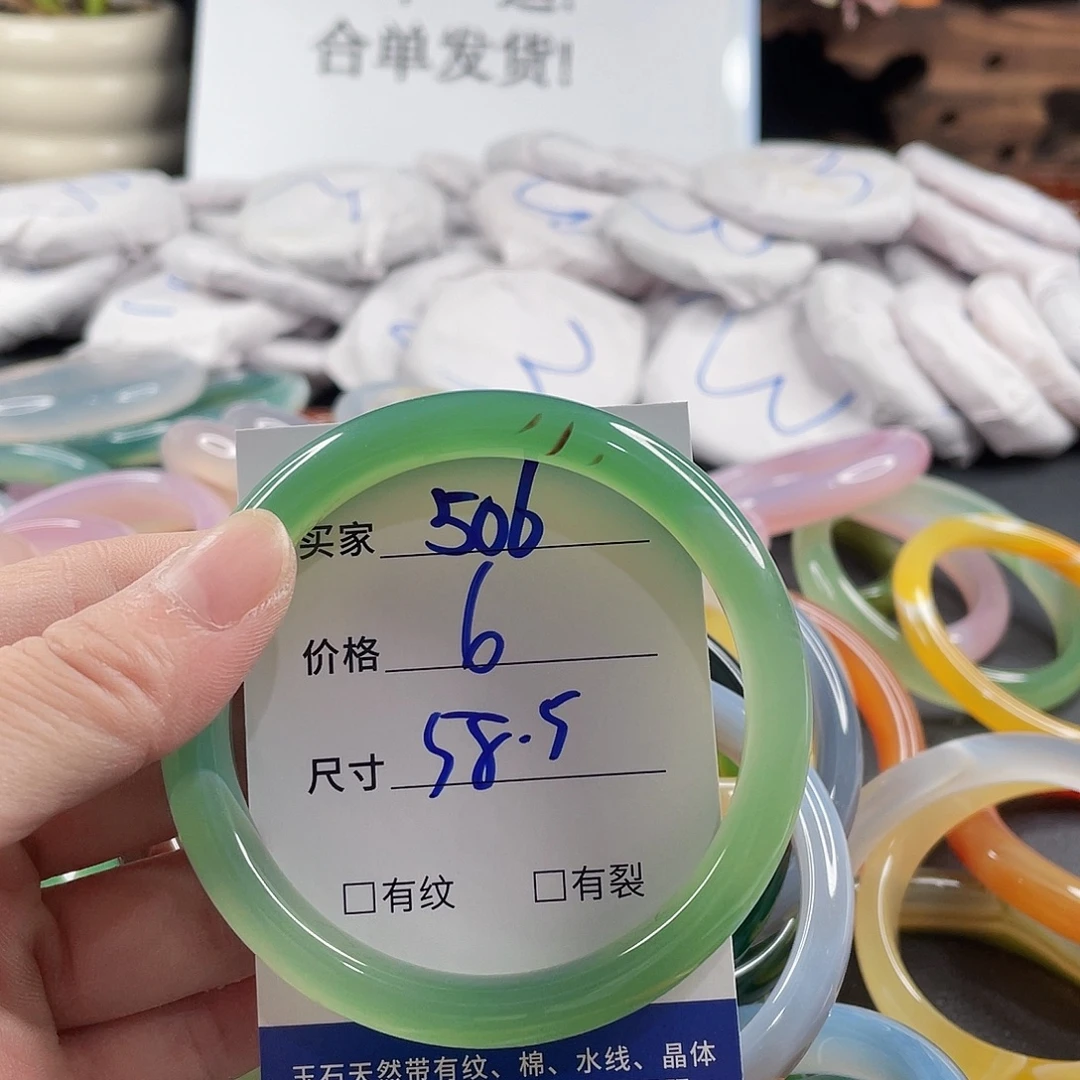 合单发货!
买家 506
价格 6
尺寸 58.5
□有纹 □有裂
玉石天然带有纹、棉、水线、晶体